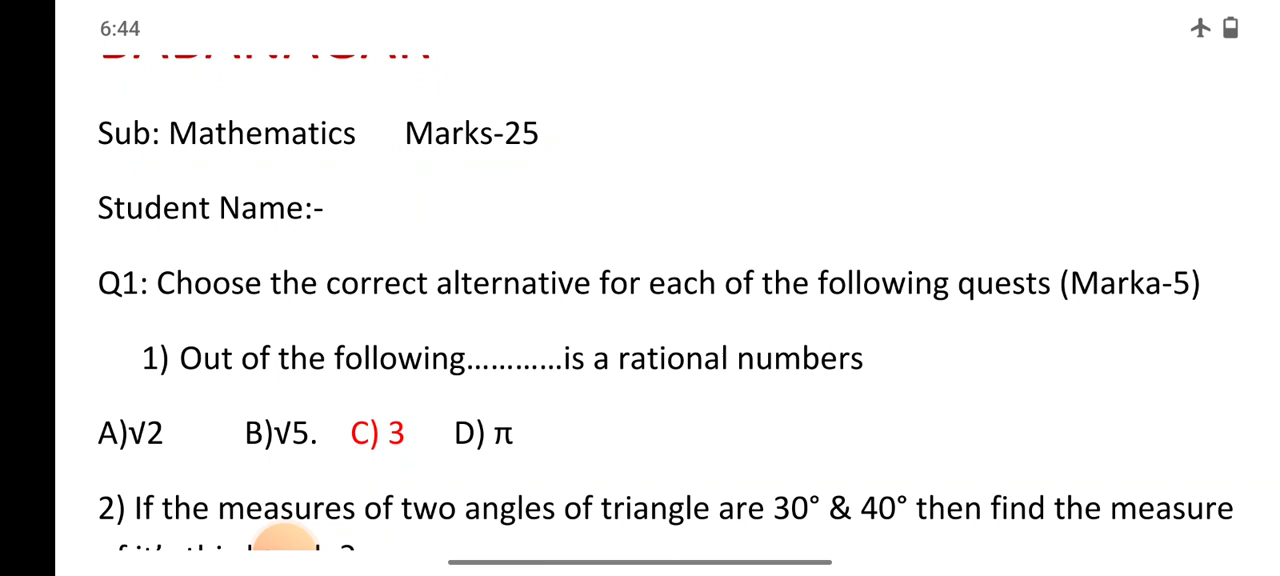 6:44
Sub: Mathematics Marks-25
Student Name:-
Q1: Choose the correct alternative for each of the following quests (Marka-5)
1) Out of the following............is a rational numbers
A)√2 B)√5. C) 3 D) π
2) If the measures of two angles of triangle are 30° & 40° then find the measure